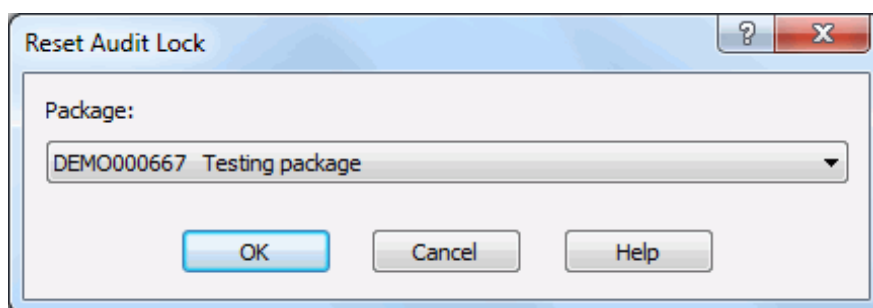 Reset Audit Lock
?
Package:
DEMO000667 Testing package
OK Cancel Help